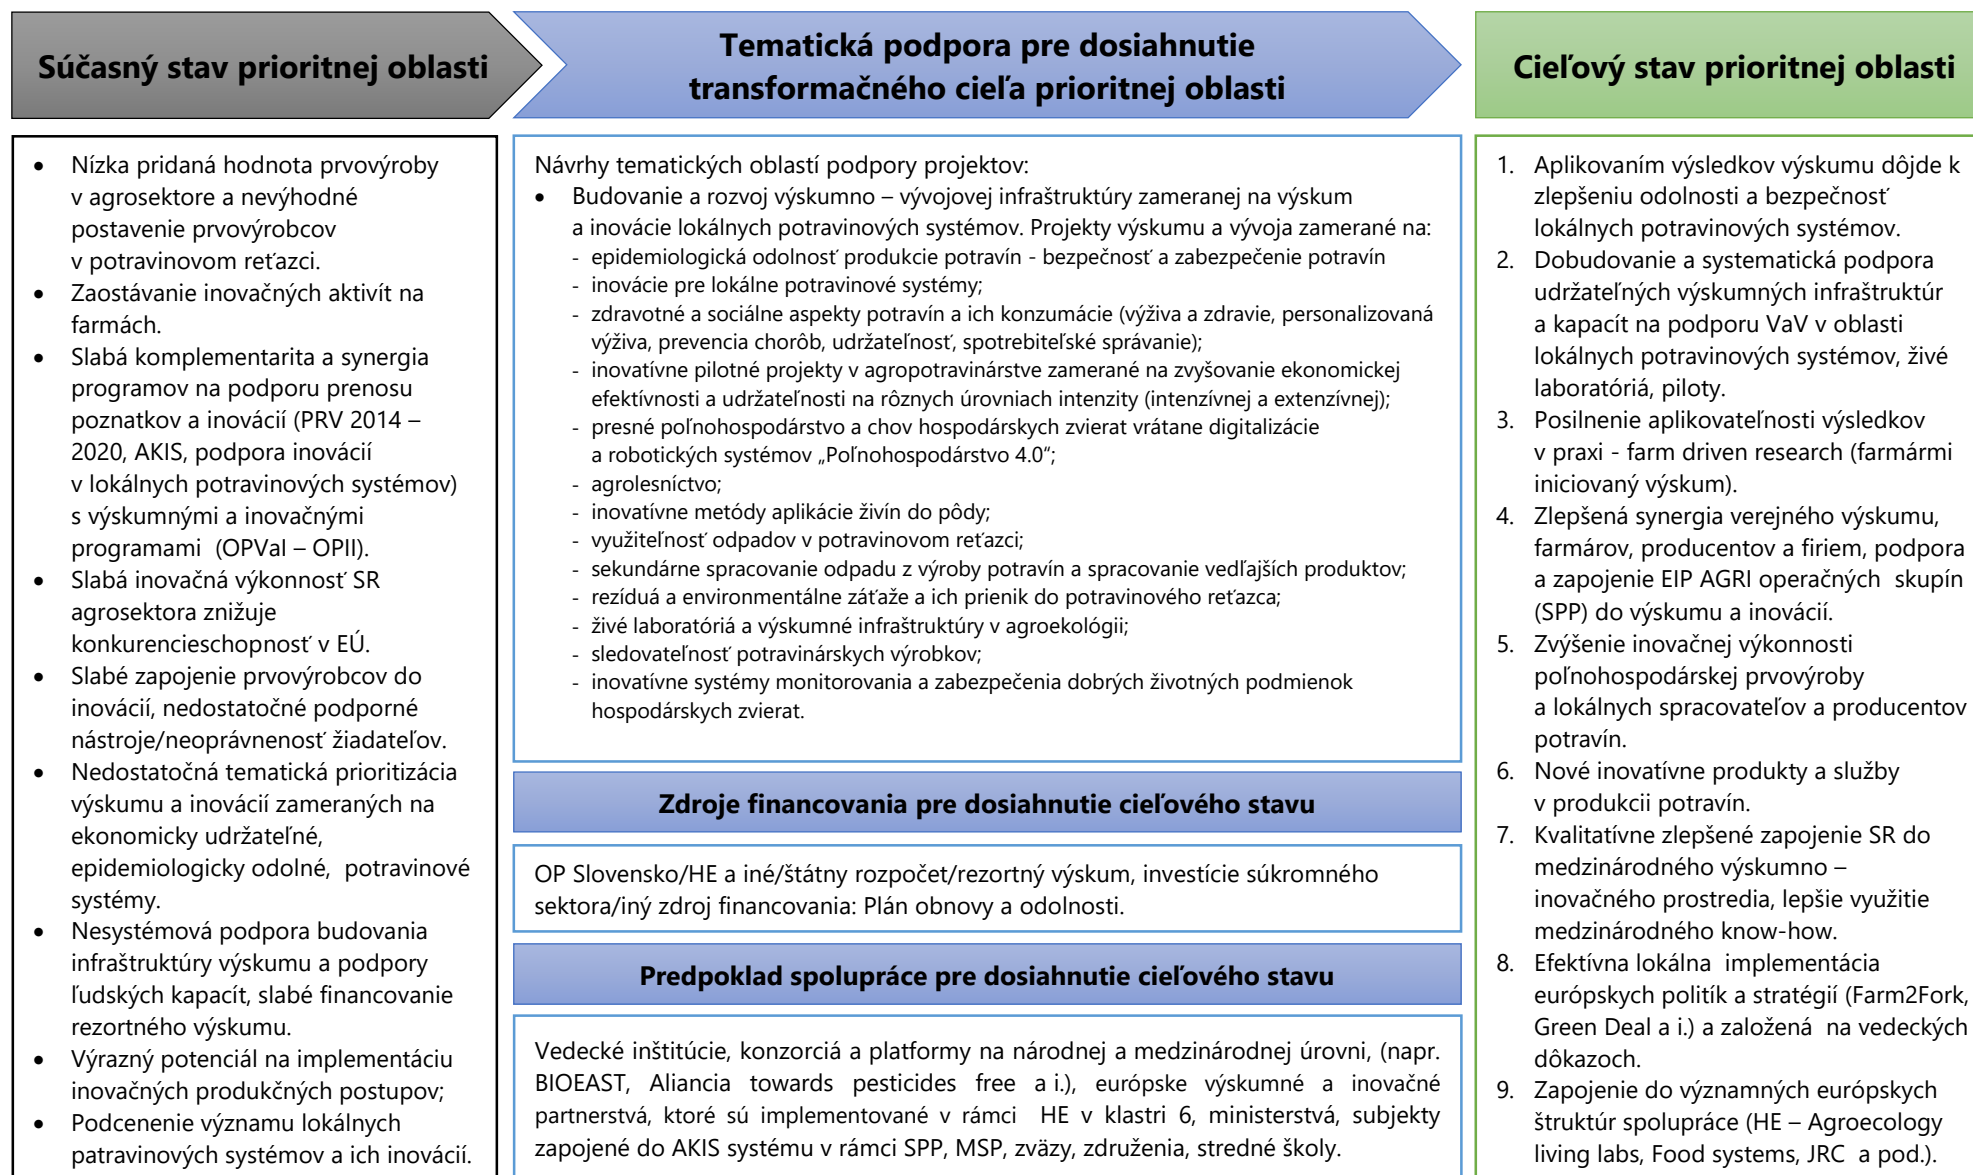 Súčasný stav prioritnej oblasti
Tematická podpora pre dosiahnutie
transformačného cieľa prioritnej oblasti
Cieľový stav prioritnej oblasti
• Nízka pridaná hodnota prvovýroby
v agrosektore a nevýhodné
postavenie prvovýrobcov
v potravinovom reťazci.
• Zaostávanie inovačných aktivít na
farmách.
• Slabá komplementarita a synergia
programov na podporu prenosu
poznatkov a inovácií (PRV 2014 –
2020, AKIS, podpora inovácií
v lokálnych potravinových systémov)
s výskumnými a inovačnými
programami (OPVaI – OPII).
• Slabá inovačná výkonnosť SR
agrosektora znižuje
konkurencieschopnosť v EÚ.
• Slabé zapojenie prvovýrobcov do
inovácií, nedostatočné podporné
nástroje/neoprávnenosť žiadateľov.
• Nedostatočná tematická prioritizácia
výskumu a inovácií zameraných na
ekonomicky udržateľné,
epidemiologicky odolné, potravinové
systémy.
• Nesystémová podpora budovania
infraštruktúry výskumu a podpory
ľudských kapacít, slabé financovanie
rezortného výskumu.
• Výrazný potenciál na implementáciu
inovačných produkčných postupov;
• Podcenenie významu lokálnych
patravinových systémov a ich inovácií.
Návrhy tematických oblastí podpory projektov:
• Budovanie a rozvoj výskumno – vývojovej infraštruktúry zameranej na výskum
a inovácie lokálnych potravinových systémov. Projekty výskumu a vývoja zamerané na:
- epidemiologická odolnosť produkcie potravín - bezpečnosť a zabezpečenie potravín
- inovácie pre lokálne potravinové systémy;
- zdravotné a sociálne aspekty potravín a ich konzumácie (výživa a zdravie, personalizovaná
výživa, prevencia chorôb, udržateľnosť, spotrebiteľské správanie);
- inovatívne pilotné projekty v agropotravinárstve zamerané na zvyšovanie ekonomickej
efektívnosti a udržateľnosti na rôznych úrovniach intenzity (intenzívnej a extenzívnej);
- presné poľnohospodárstvo a chov hospodárskych zvierat vrátane digitalizácie
a robotických systémov „Poľnohospodárstvo 4.0“;
- agrolesníctvo;
- inovatívne metódy aplikácie živín do pôdy;
- využiteľnosť odpadov v potravinovom reťazci;
- sekundárne spracovanie odpadu z výroby potravín a spracovanie vedľajších produktov;
- rezíduá a environmentálne záťaže a ich prienik do potravinového reťazca;
- živé laboratóriá a výskumné infraštruktúry v agroekológii;
- sledovateľnosť potravinárskych výrobkov;
- inovatívne systémy monitorovania a zabezpečenia dobrých životných podmienok
hospodárskych zvierat.
Zdroje financovania pre dosiahnutie cieľového stavu
OP Slovensko/HE a iné/štátny rozpočet/rezortný výskum, investície súkromného
sektora/iný zdroj financovania: Plán obnovy a odolnosti.
Predpoklad spolupráce pre dosiahnutie cieľového stavu
Vedecké inštitúcie, konzorciá a platformy na národnej a medzinárodnej úrovni, (napr.
BIOEAST, Aliancia towards pesticides free a i.), európske výskumné a inovačné
partnerstvá, ktoré sú implementované v rámci HE v klastri 6, ministerstvá, subjekty
zapojené do AKIS systému v rámci SPP, MSP, zväzy, združenia, stredné školy.
1. Aplikovaním výsledkov výskumu dôjde k
zlepšeniu odolnosti a bezpečnosť
lokálnych potravinových systémov.
2. Dobudovanie a systematická podpora
udržateľných výskumných infraštruktúr
a kapacít na podporu VaV v oblasti
lokálnych potravinových systémov, živé
laboratóriá, piloty.
3. Posilnenie aplikovateľnosti výsledkov
v praxi - farm driven research (farmármi
iniciovaný výskum).
4. Zlepšená synergia verejného výskumu,
farmárov, producentov a firiem, podpora
a zapojenie EIP AGRI operačných skupín
(SPP) do výskumu a inovácií.
5. Zvýšenie inovačnej výkonnosti
poľnohospodárskej prvovýroby
a lokálnych spracovateľov a producentov
potravín.
6. Nové inovatívne produkty a služby
v produkcii potravín.
7. Kvalitatívne zlepšené zapojenie SR do
medzinárodného výskumno –
inovačného prostredia, lepšie využitie
medzinárodného know-how.
8. Efektívna lokálna implementácia
európskych politík a stratégií (Farm2Fork,
Green Deal a i.) a založená na vedeckých
dôkazoch.
9. Zapojenie do významných európskych
štruktúr spolupráce (HE – Agroecology
living labs, Food systems, JRC a pod.).